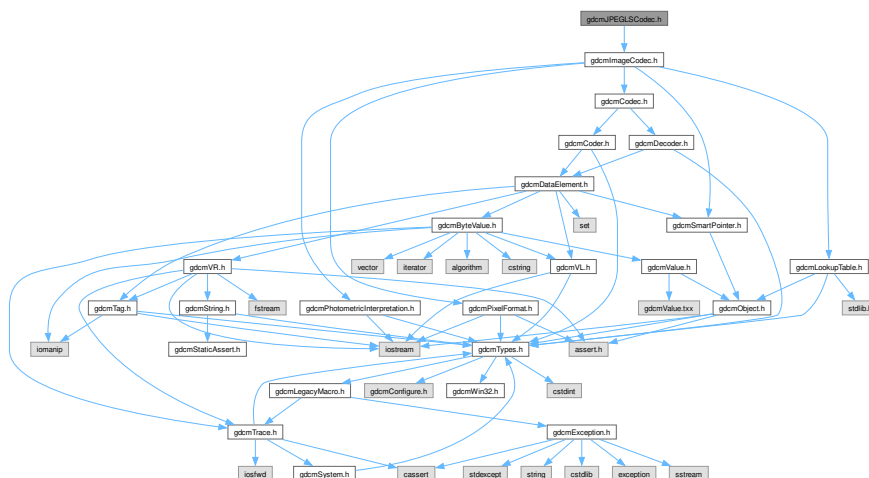 gdcmJPEGLSCodec.h
gdcmImageCodec.h
gdcmCodec.h
gdcmCoder.h
gdcmDecoder.h
gdcmDataElement.h
gdcmByteValue.h
set
gdcmSmartPointer.h
gdcmVR.h
vector
iterator
algorithm
cstring
gdcmVL.h
gdcmValue.h
gdcmLookupTable.h
gdcmTag.h
gdcmString.h
fstream
gdcmPhotometricInterpretation.h
gdcmPixelFormat.h
gdcmValue.txx
gdcmObject.h
stdlib.h
iomanip
gdcmStaticAssert.h
iostream
gdcmTypes.h
assert.h
gdcmLegacyMacro.h
gdcmConfigure.h
gdcmWin32.h
cstdint
gdcmTrace.h
gdcmException.h
iosfwd
gdcmSystem.h
cassert
stdexcept
string
cstdlib
exception
sstream